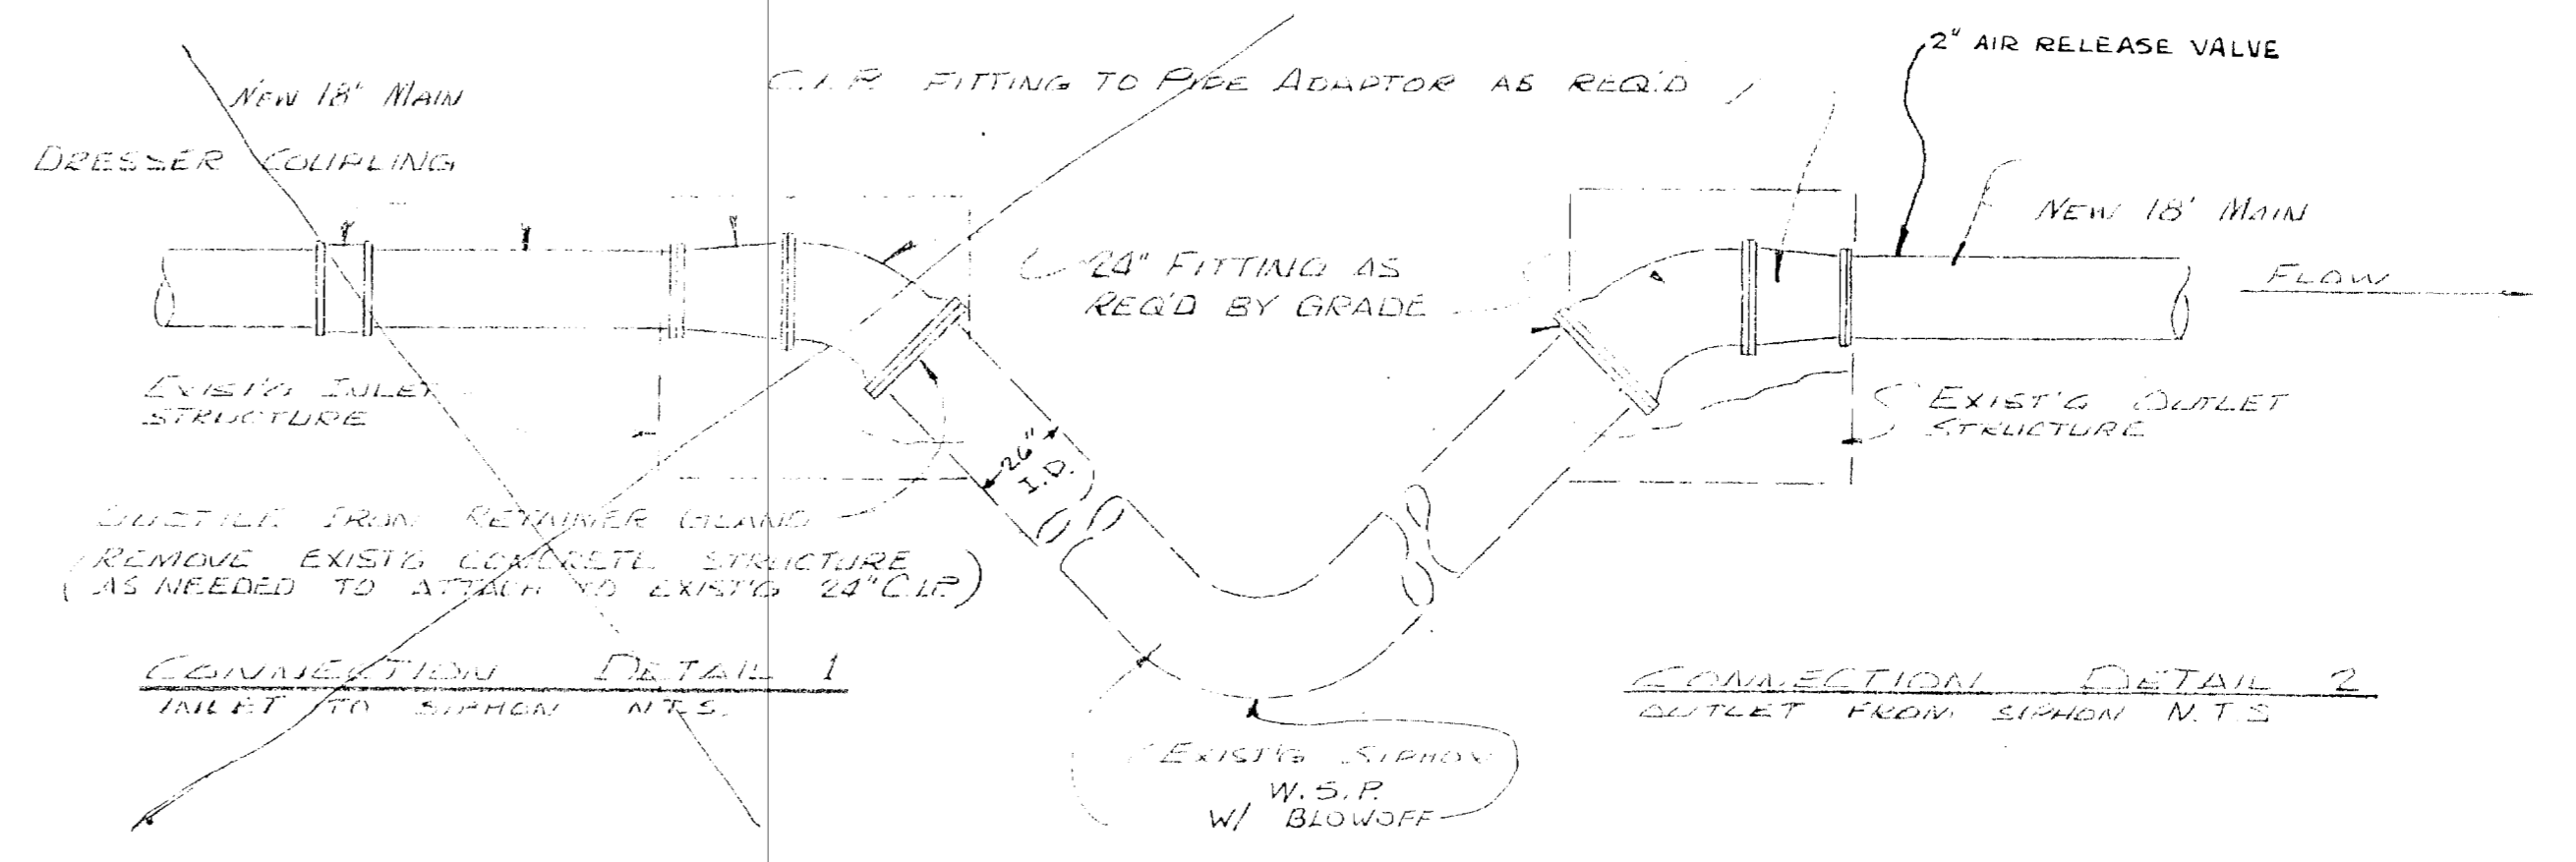 2" AIR RELEASE VALVE
C.I.P. FITTING TO PIPE ADAPTOR AS REQ'D
NEW 18" MAIN
DRESSER COUPLING
NEW 18" MAIN
24" FITTING AS
REQ'D BY GRADE
FLOW
EXIST'G INLET
STRUCTURE
EXIST'G OUTLET
STRUCTURE
26"
I.D.
DUCTILE IRON RETAINER GLAND
(REMOVE EXIST'G CONCRETE STRUCTURE
AS NEEDED TO ATTACH TO EXIST'G 24" C.I.P.)
CONNECTION DETAIL 1
INLET TO SIPHON N.T.S.
CONNECTION DETAIL 2
OUTLET FROM SIPHON N.T.S
EXIST'G SIPHON
W.S.P.
W/ BLOWOFF